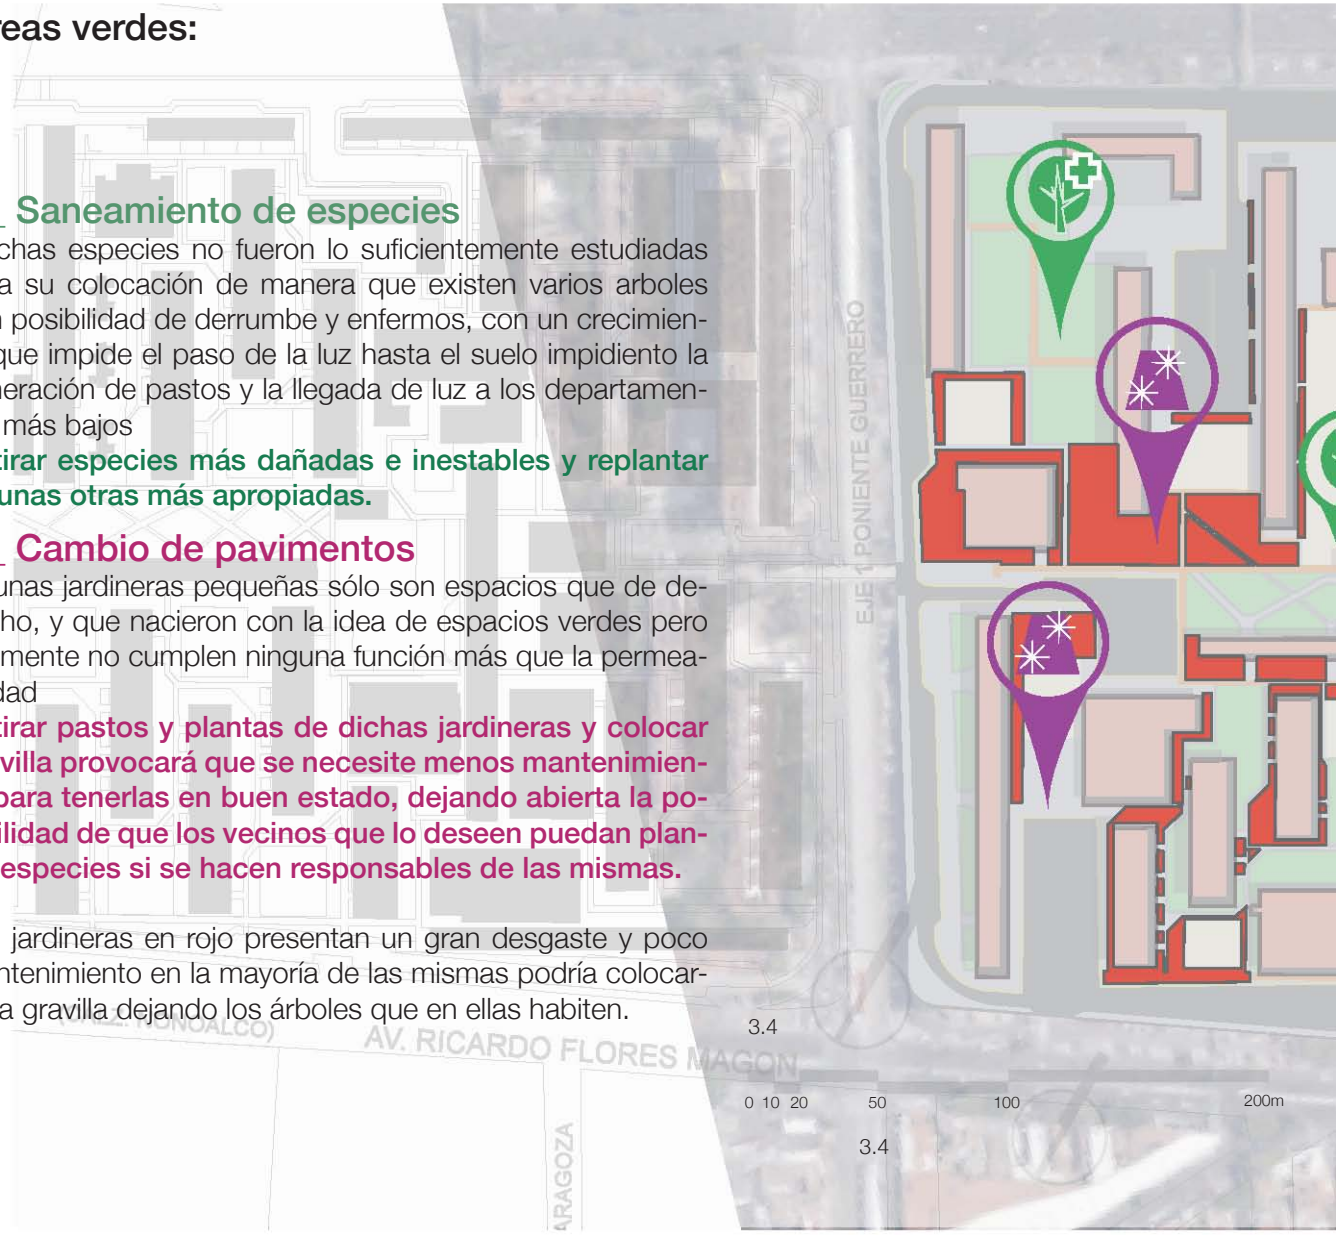 reas verdes:
_ Saneamiento de especies
chas especies no fueron lo suficientemente estudiadas
a su colocación de manera que existen varios arboles
n posibilidad de derrumbe y enfermos, con un crecimien-
que impide el paso de la luz hasta el suelo impidiento la
neración de pastos y la llegada de luz a los departamen-
más bajos
tirar especies más dañadas e inestables y replantar
unas otras más apropiadas.
_ Cambio de pavimentos
unas jardineras pequeñas sólo son espacios que de de-
ho, y que nacieron con la idea de espacios verdes pero
mente no cumplen ninguna función más que la permea-
dad
tirar pastos y plantas de dichas jardineras y colocar
villa provocará que se necesite menos mantenimien-
para tenerlas en buen estado, dejando abierta la po-
ilidad de que los vecinos que lo deseen puedan plan-
especies si se hacen responsables de las mismas.
jardineras en rojo presentan un gran desgaste y poco
ntenimiento en la mayoría de las mismas podría colocar-
a gravilla dejando los árboles que en ellas habiten.
NONOALCO)
AV. RICARDO FLORES MAGON
ARAGOZA
EJE 1 PONIENTE GUERRERO
3.4
0 10 20 50 100 200m
3.4